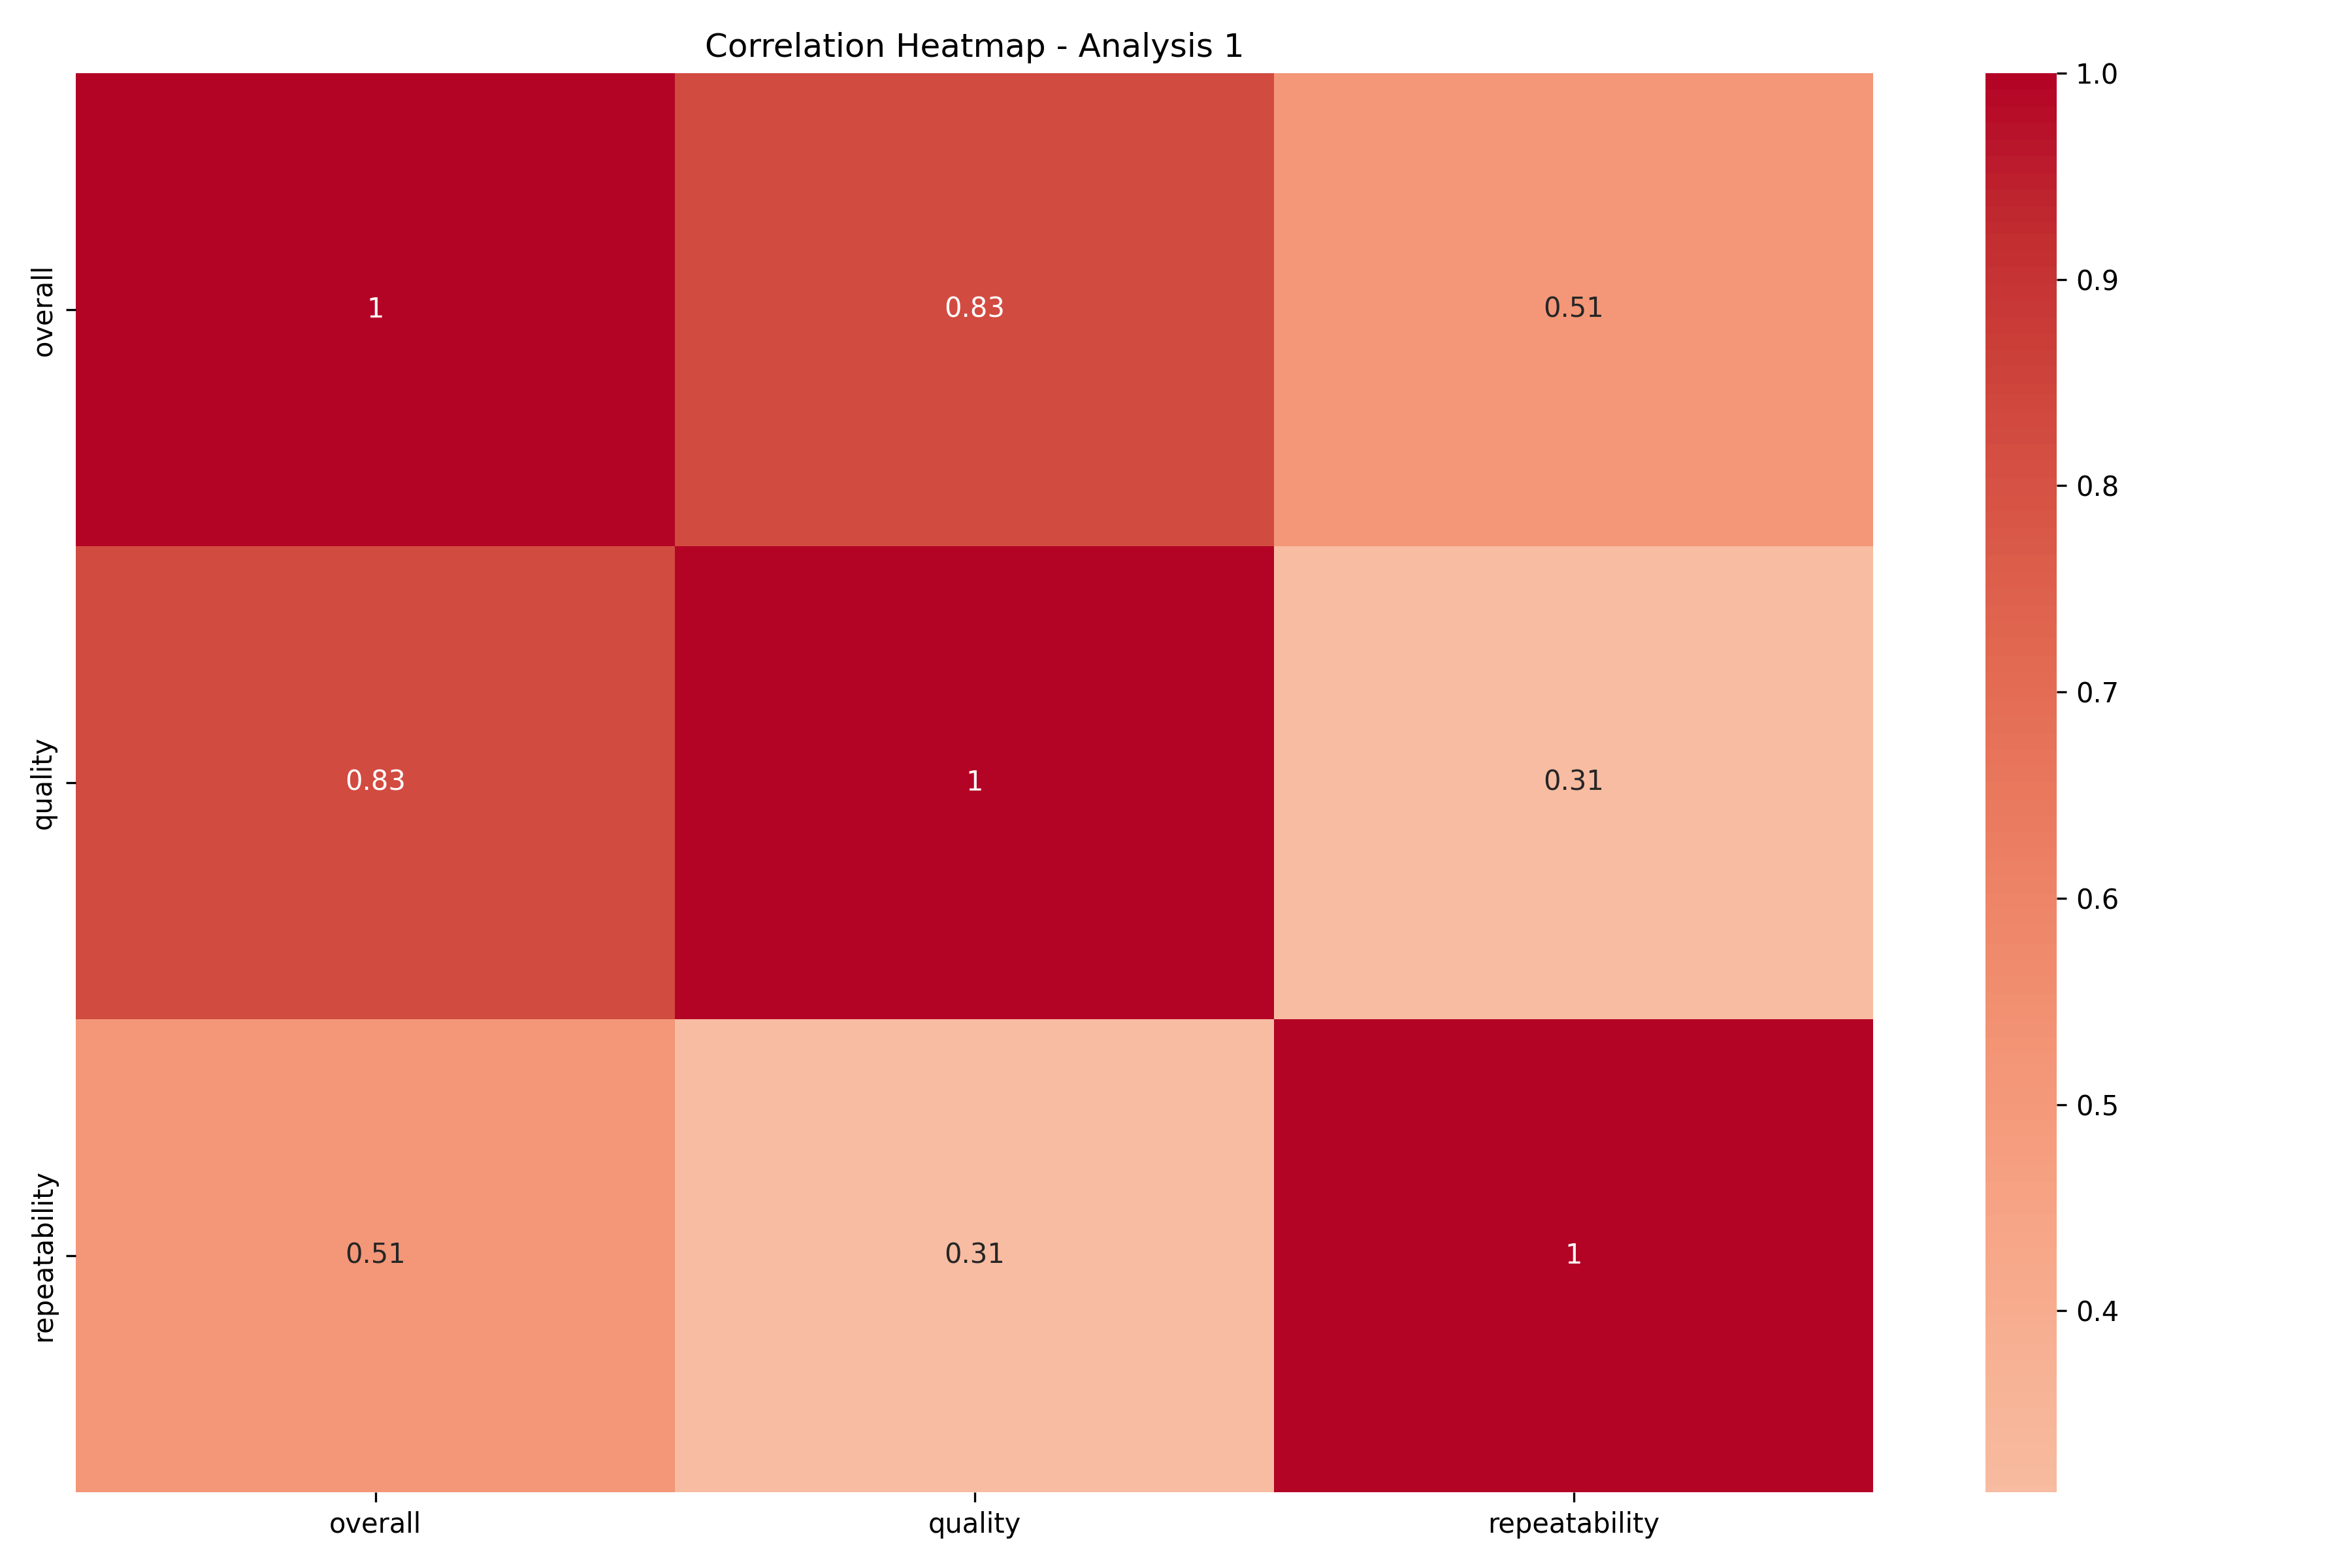 Correlation Heatmap - Analysis 1
overall
1
0.83
0.51
quality
0.83
1
0.31
repeatability
0.51
0.31
1
overall
quality
repeatability
1.0
0.9
0.8
0.7
0.6
0.5
0.4